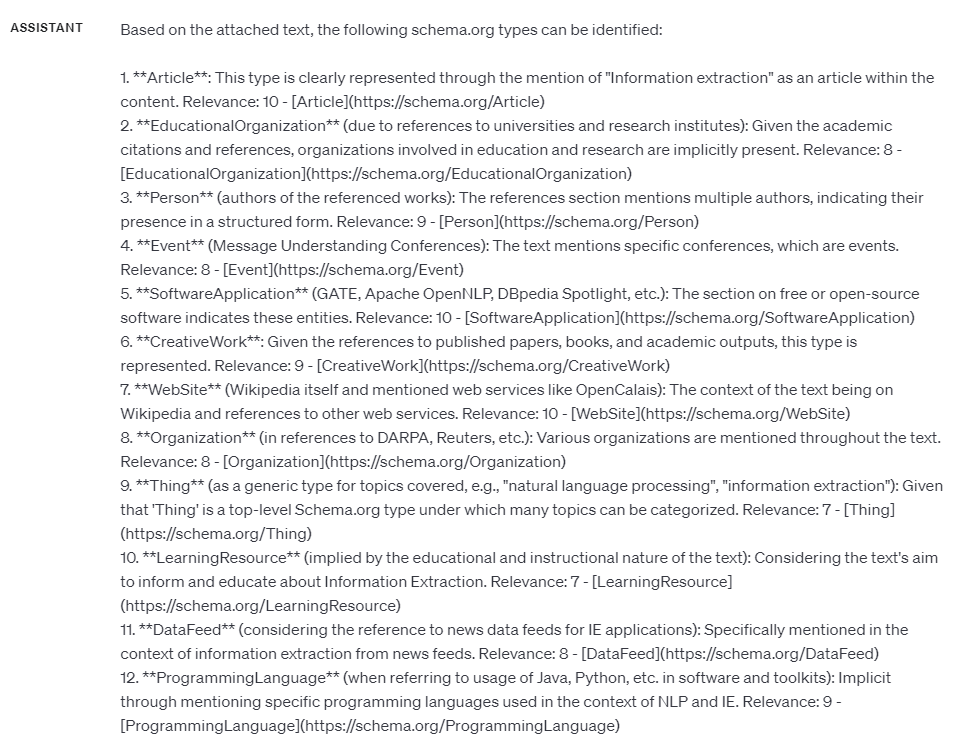 ASSISTANT
Based on the attached text, the following schema.org types can be identified:
1. **Article**: This type is clearly represented through the mention of "Information extraction" as an article within the
content. Relevance: 10 - [Article](https://schema.org/Article)
2. **EducationalOrganization** (due to references to universities and research institutes): Given the academic
citations and references, organizations involved in education and research are implicitly present. Relevance: 8 -
[EducationalOrganization](https://schema.org/EducationalOrganization)
3. **Person** (authors of the referenced works): The references section mentions multiple authors, indicating their
presence in a structured form. Relevance: 9 - [Person](https://schema.org/Person)
4. **Event** (Message Understanding Conferences): The text mentions specific conferences, which are events.
Relevance: 8 - [Event](https://schema.org/Event)
5. **SoftwareApplication** (GATE, Apache OpenNLP, DBpedia Spotlight, etc.): The section on free or open-source
software indicates these entities. Relevance: 10 - [SoftwareApplication](https://schema.org/SoftwareApplication)
6. **CreativeWork**: Given the references to published papers, books, and academic outputs, this type is
represented. Relevance: 9 - [CreativeWork](https://schema.org/CreativeWork)
7. **WebSite** (Wikipedia itself and mentioned web services like OpenCalais): The context of the text being on
Wikipedia and references to other web services. Relevance: 10 - [WebSite](https://schema.org/WebSite)
8. **Organization** (in references to DARPA, Reuters, etc.): Various organizations are mentioned throughout the text.
Relevance: 8 - [Organization](https://schema.org/Organization)
9. **Thing** (as a generic type for topics covered, e.g., "natural language processing", "information extraction"): Given
that 'Thing' is a top-level Schema.org type under which many topics can be categorized. Relevance: 7 - [Thing]
(https://schema.org/Thing)
10. **LearningResource** (implied by the educational and instructional nature of the text): Considering the text's aim
to inform and educate about Information Extraction. Relevance: 7 - [LearningResource]
(https://schema.org/LearningResource)
11. **DataFeed** (considering the reference to news data feeds for IE applications): Specifically mentioned in the
context of information extraction from news feeds. Relevance: 8 - [DataFeed](https://schema.org/DataFeed)
12. **ProgrammingLanguage** (when referring to usage of Java, Python, etc. in software and toolkits): Implicit
through mentioning specific programming languages used in the context of NLP and IE. Relevance: 9 -
[ProgrammingLanguage](https://schema.org/ProgrammingLanguage)